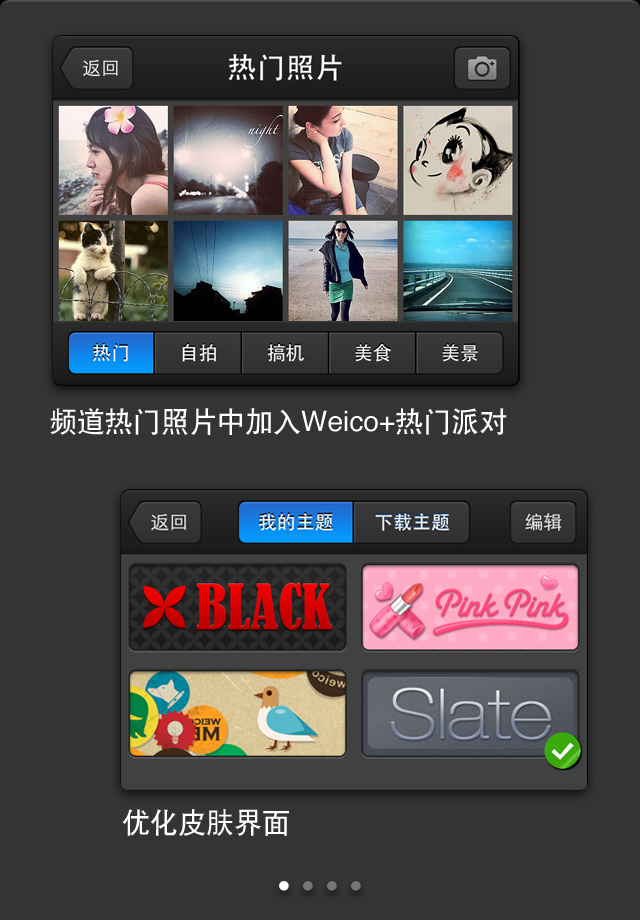 返回
热门照片
night
热门
自拍
搞机
美食
美景
频道热门照片中加入Weico+热门派对
返回
我的主题
下载主题
编辑
BLACK
Pink Pink
weico
WEICO
ME
Slate
优化皮肤界面